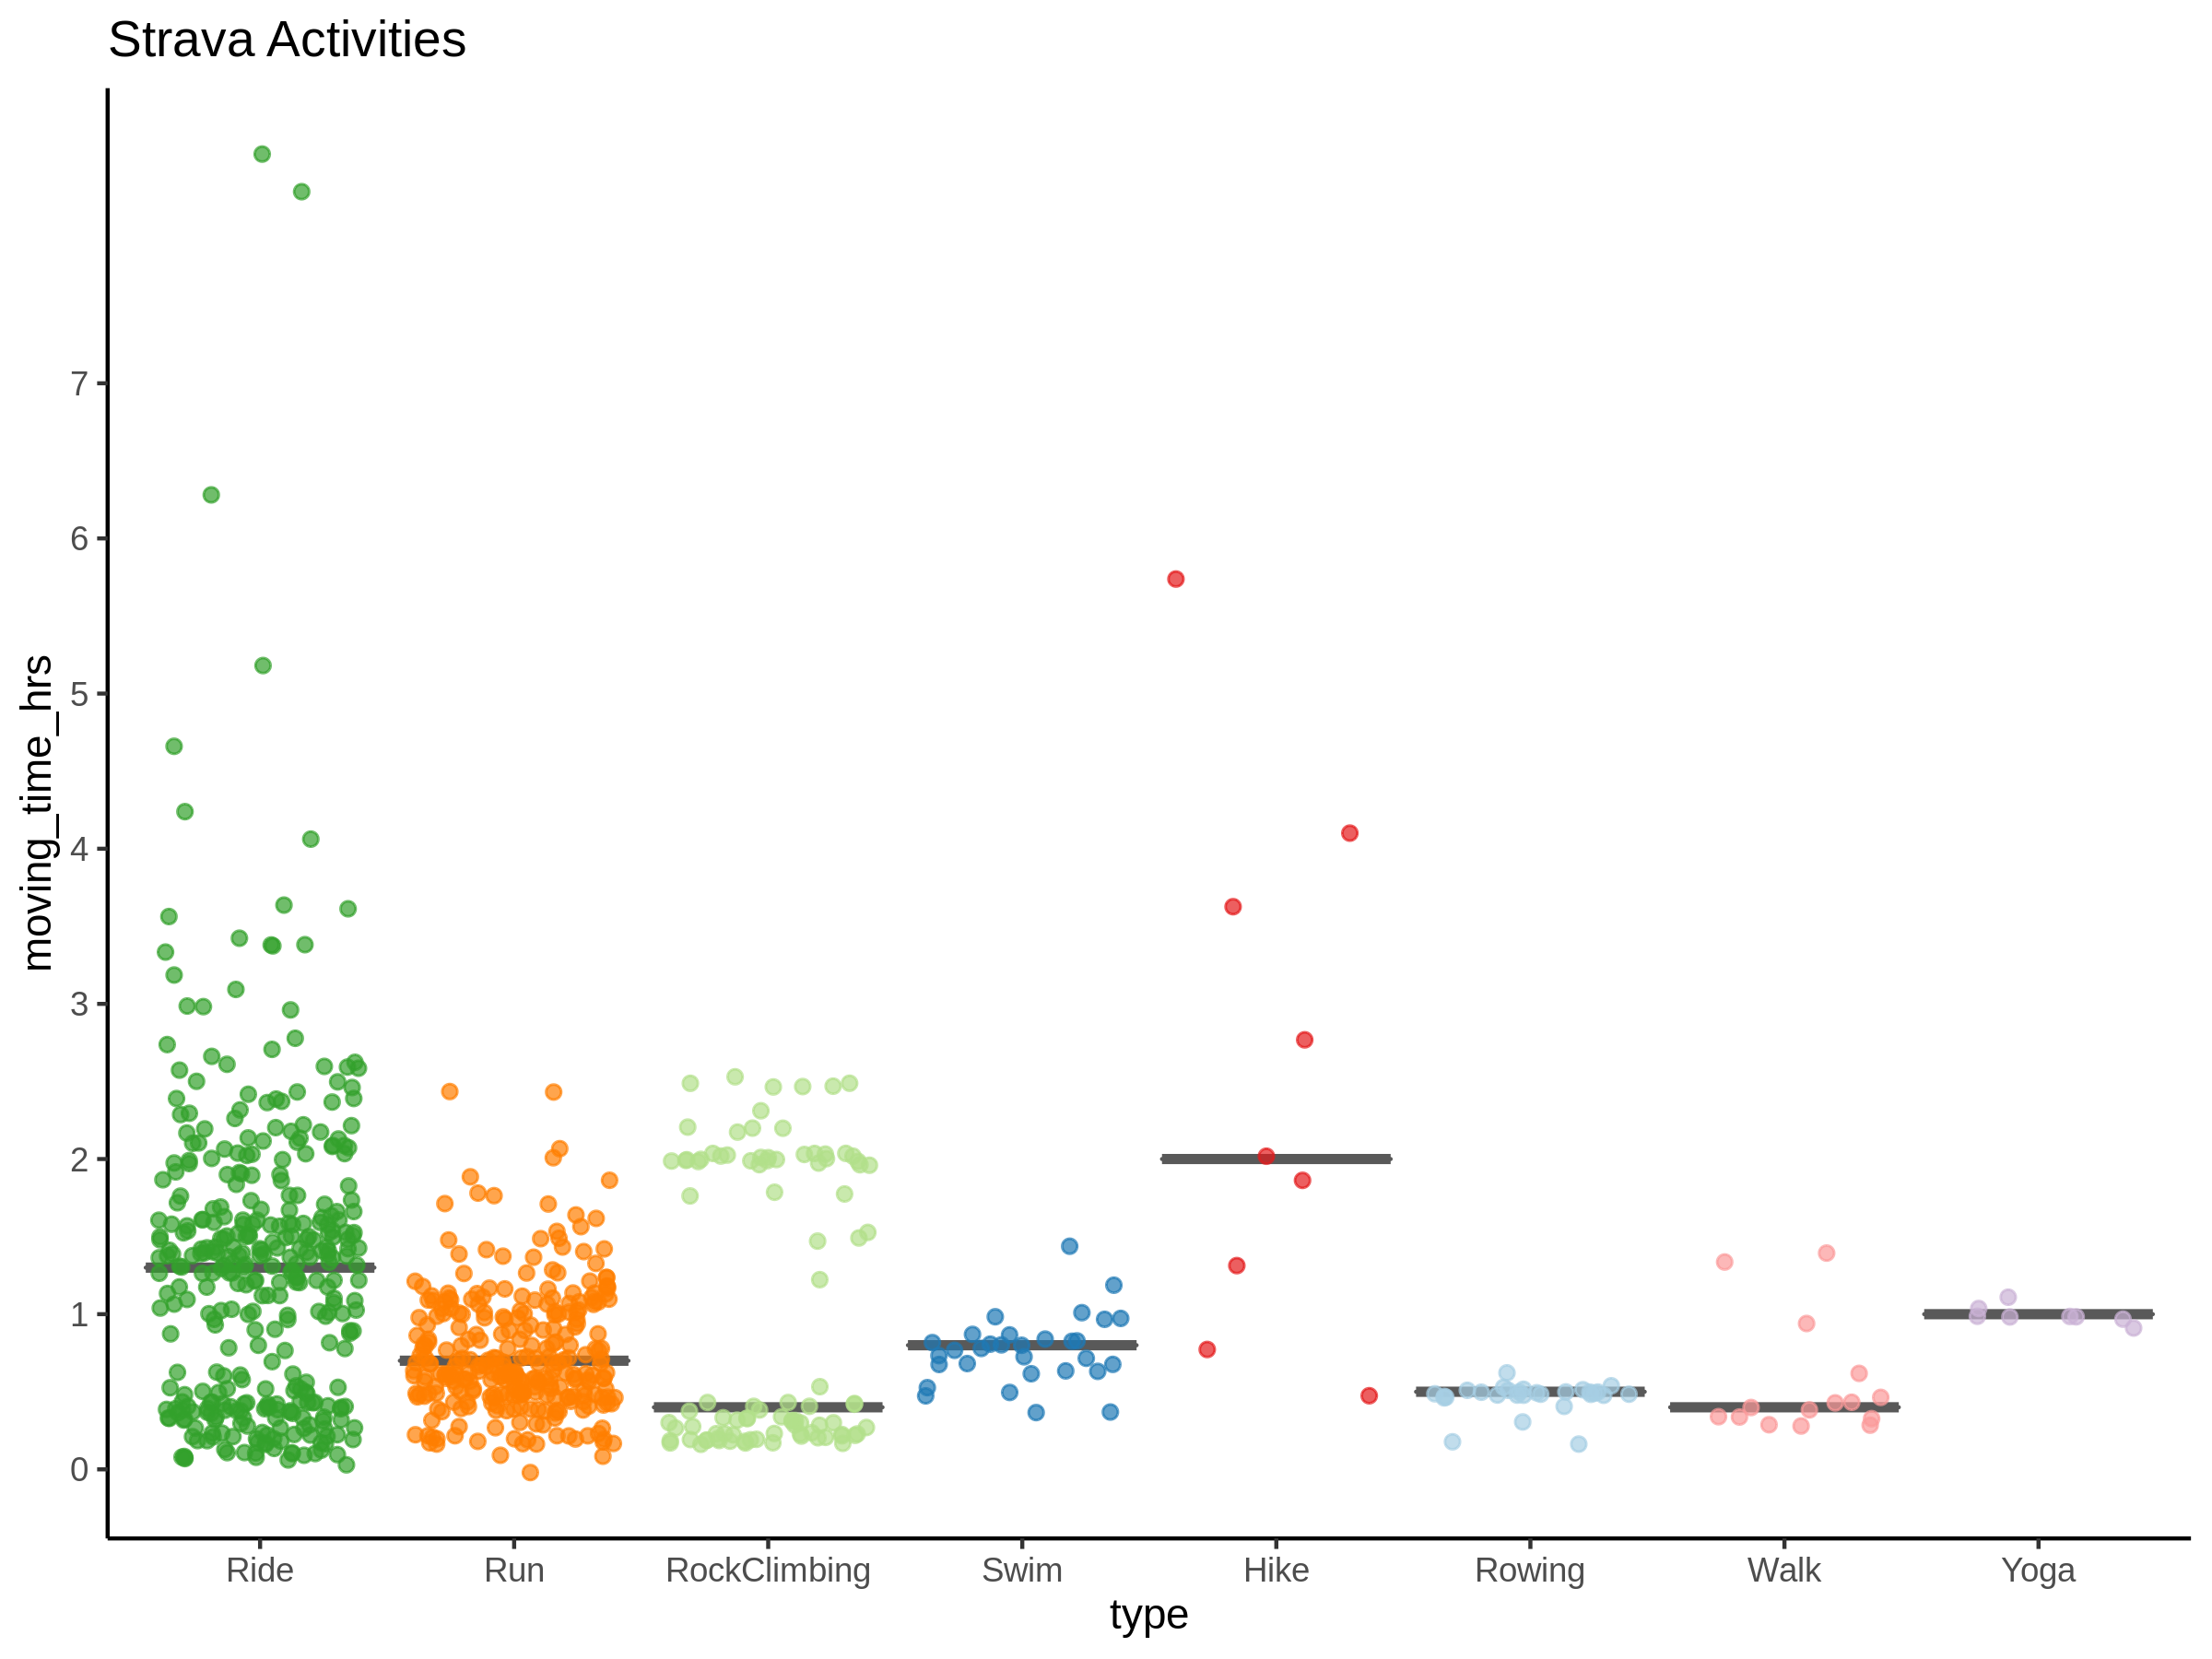 Strava Activities
moving_time_hrs
7
6
5
4
3
2
1
0
Ride Run RockClimbing Swim Hike Rowing Walk Yoga
type